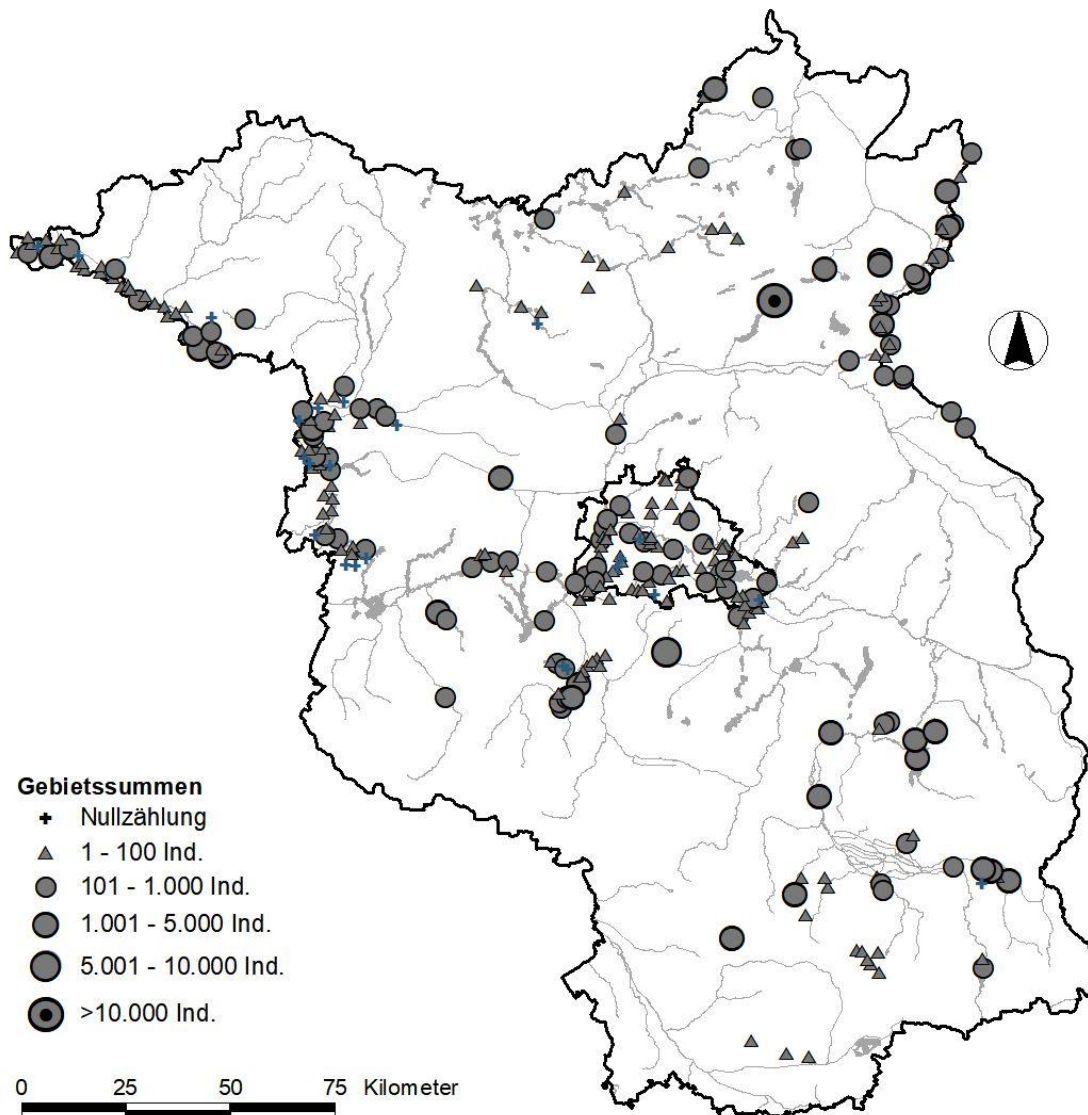 Gebietssummen
Nullzählung
1 - 100 Ind.
101 - 1.000 Ind.
1.001 - 5.000 Ind.
5.001 - 10.000 Ind.
>10.000 Ind.
0 25 50 75 Kilometer